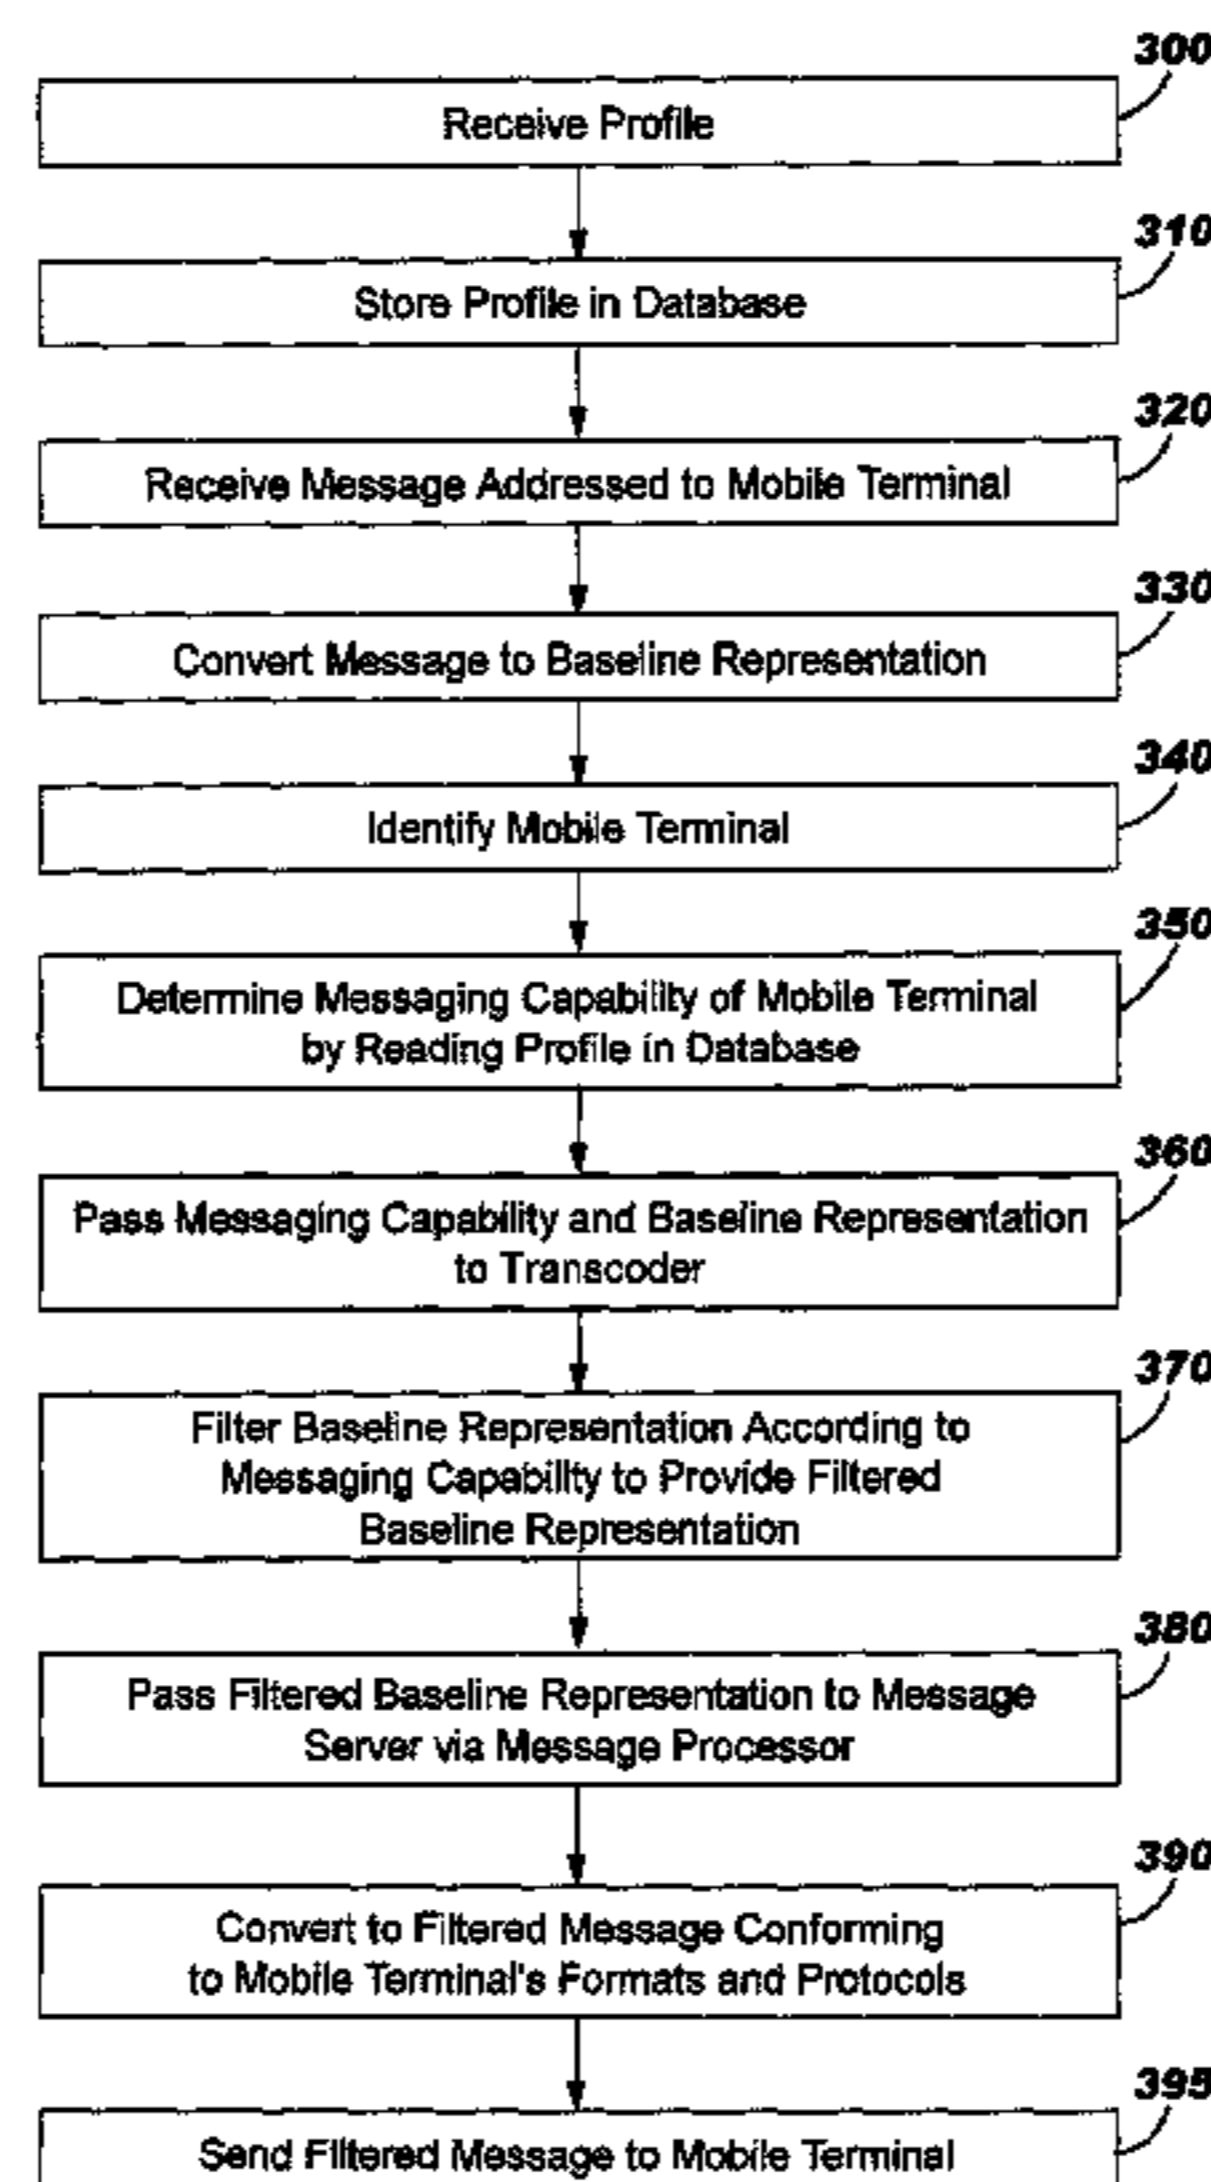 300
Receive Profile
310
Store Profile in Database
320
Receive Message Addressed to Mobile Terminal
330
Convert Message to Baseline Representation
340
Identify Mobile Terminal
350
Determine Messaging Capability of Mobile Terminal
by Reading Profile in Database
360
Pass Messaging Capability and Baseline Representation
to Transcoder
370
Filter Baseline Representation According to
Messaging Capability to Provide Filtered
Baseline Representation
380
Pass Filtered Baseline Representation to Message
Server via Message Processor
390
Convert to Filtered Message Conforming
to Mobile Terminal's Formats and Protocols
395
Send Filtered Message to Mobile Terminal